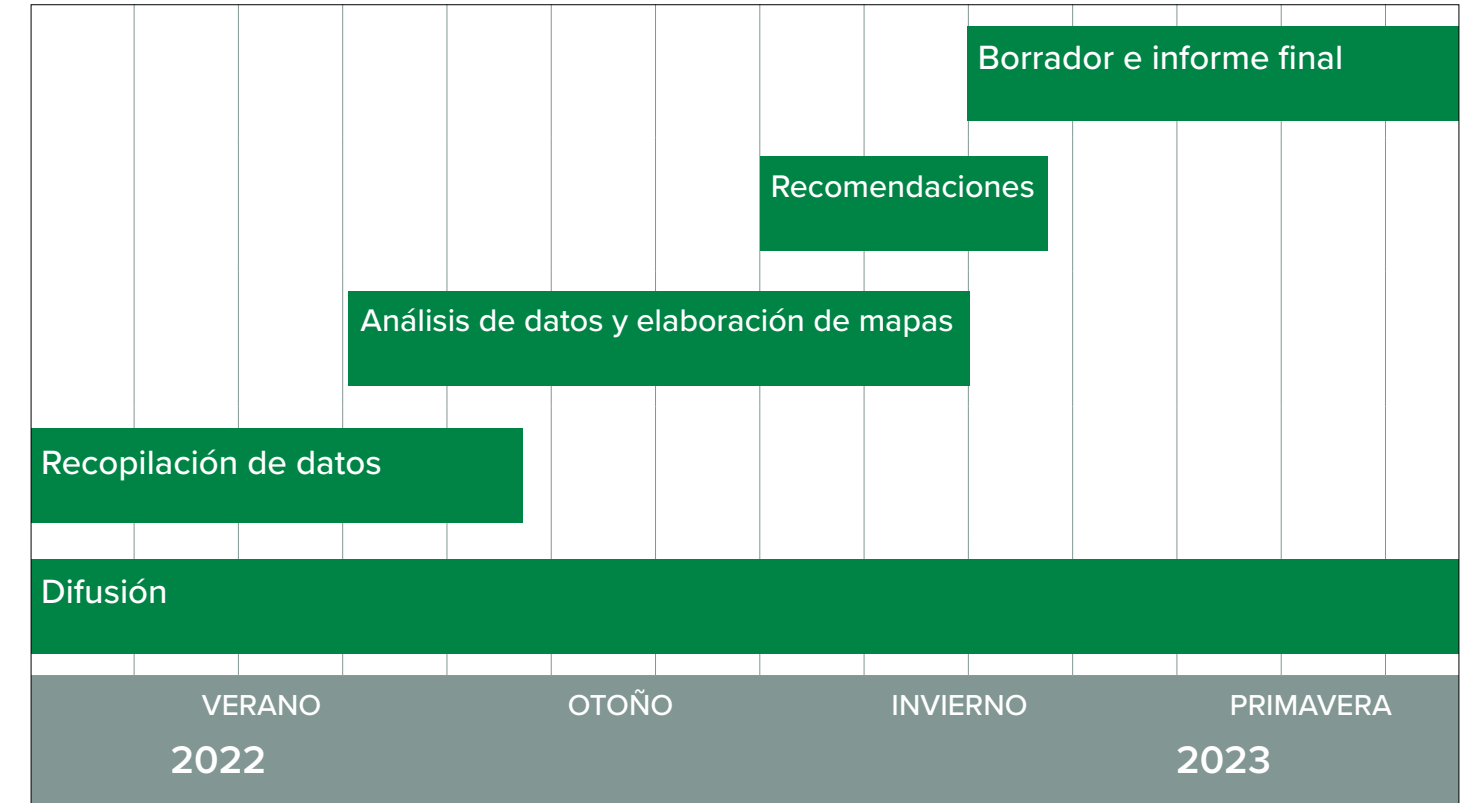 Borrador e informe final
Recomendaciones
Análisis de datos y elaboración de mapas
Recopilación de datos
Difusión
VERANO OTOÑO INVIERNO PRIMAVERA
2022 2023